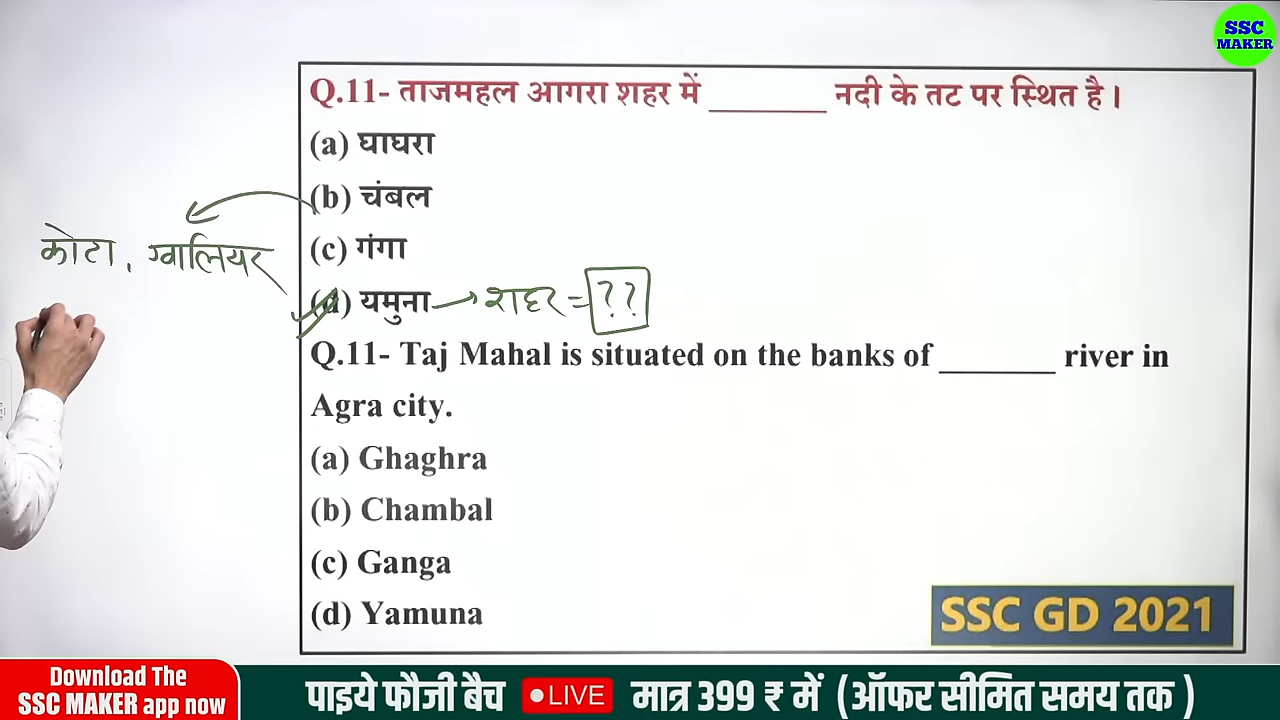 SSC
MAKER
Q.11- ताजमहल आगरा शहर में ________ नदी के तट पर स्थित है।
(a) घाघरा
(b) चंबल
कोटा, ग्वालियर
(c) गंगा
(d) यमुना → शहर = ??
Q.11- Taj Mahal is situated on the banks of ________ river in
Agra city.
(a) Ghaghra
(b) Chambal
(c) Ganga
(d) Yamuna
SSC GD 2021
Download The
SSC MAKER app now
पाइये फौजी बैच LIVE मात्र 399 ₹ में (ऑफर सीमित समय तक )